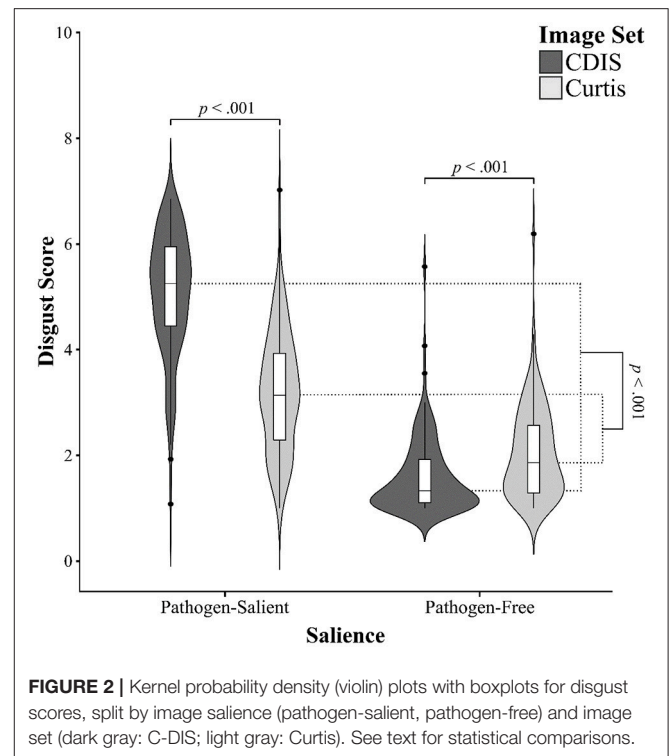 10
8
6
4
2
0
Disgust Score
Image Set
CDIS
Curtis
p < .001
p < .001
p < .001
Pathogen-Salient
Pathogen-Free
Salience
FIGURE 2 | Kernel probability density (violin) plots with boxplots for disgust
scores, split by image salience (pathogen-salient, pathogen-free) and image
set (dark gray: C-DIS; light gray: Curtis). See text for statistical comparisons.